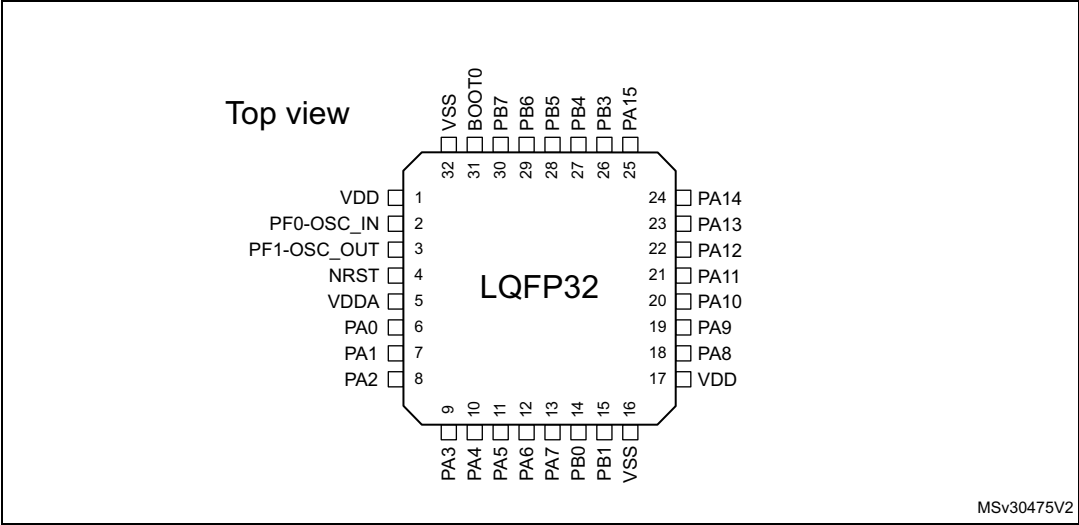 Top view
VSS
BOOT0
PB7
PB6
PB5
PB4
PB3
PA15
32
31
30
29
28
27
26
25
VDD 1
PF0-OSC_IN 2
PF1-OSC_OUT 3
NRST 4
VDDA 5
PA0 6
PA1 7
PA2 8
LQFP32
24 PA14
23 PA13
22 PA12
21 PA11
20 PA10
19 PA9
18 PA8
17 VDD
9
10
11
12
13
14
15
16
PA3
PA4
PA5
PA6
PA7
PB0
PB1
VSS
MSv30475V2